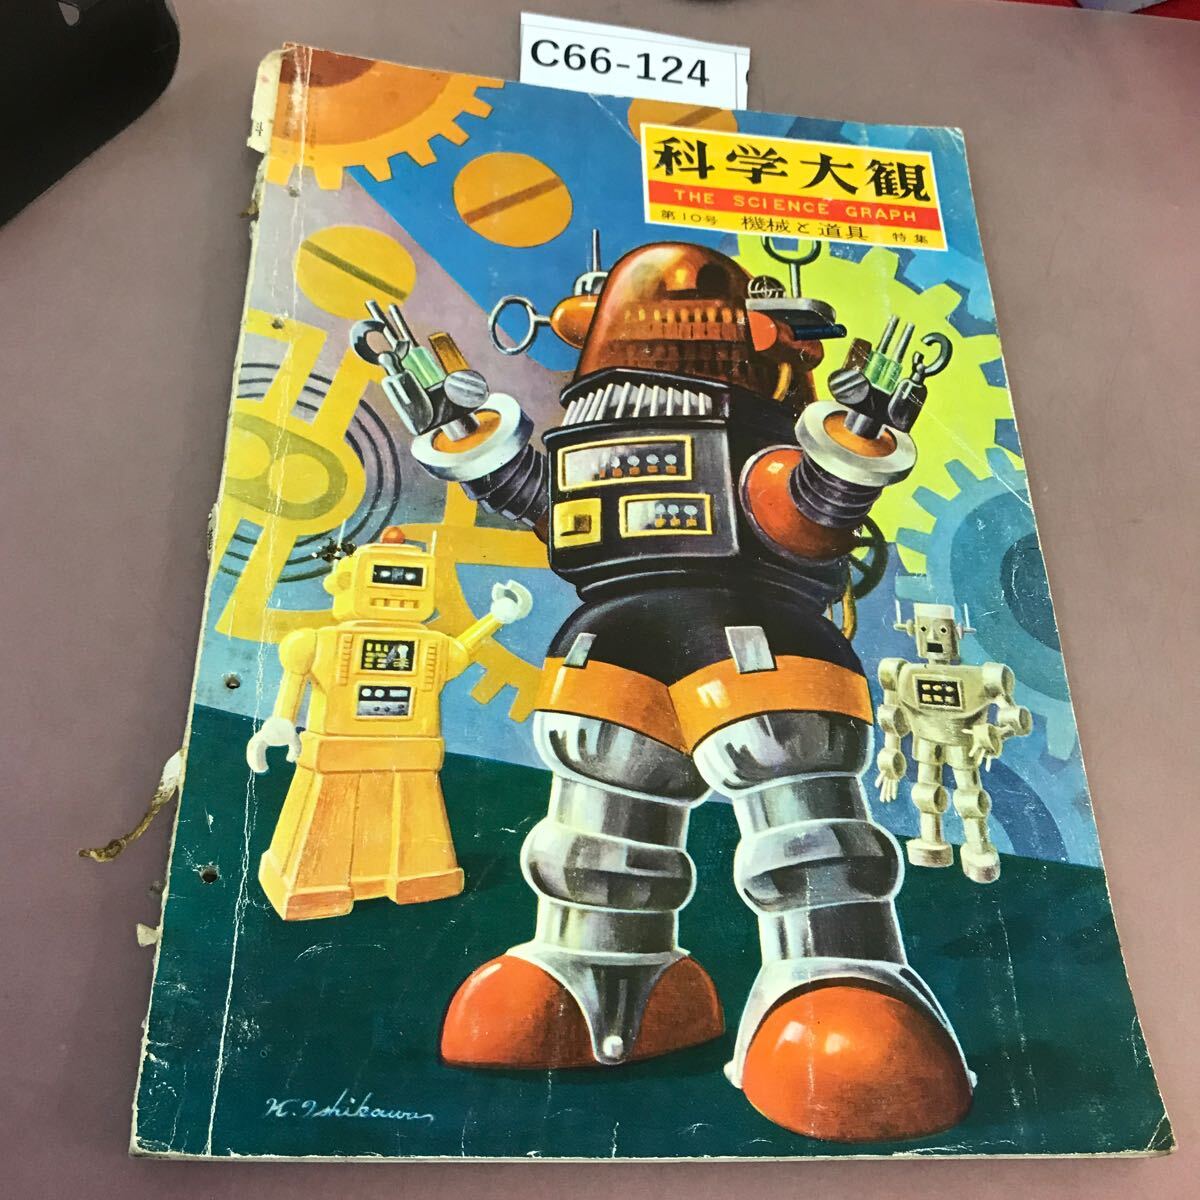 C66-124
科学大観
THE SCIENCE GRAPH
第10号 機械と道具 特集
K. Ishikawa